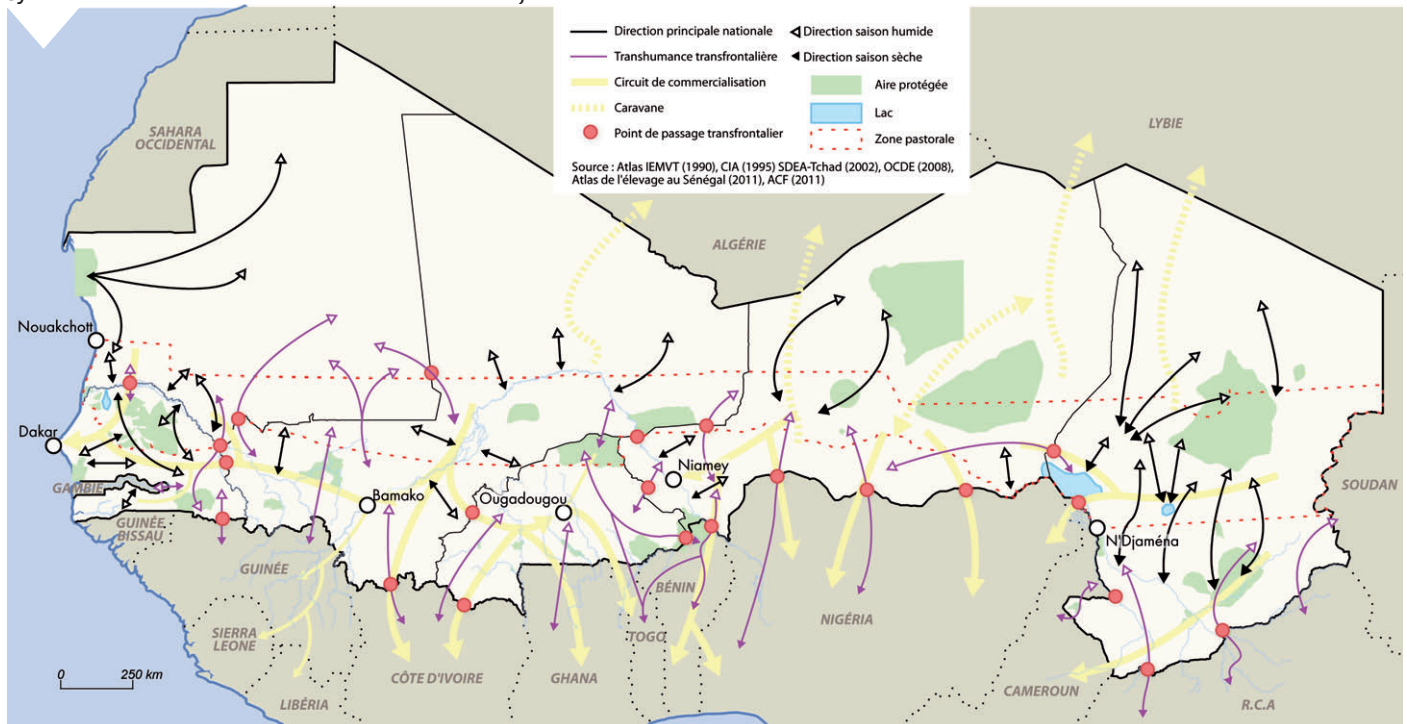 Direction principale nationale
Direction saison humide
Transhumance transfrontalière
Direction saison sèche
Circuit de commercialisation
Aire protégée
Caravane
Lac
Point de passage transfrontalier
Zone pastorale
Source : Atlas IEMVT (1990), CIA (1995) SDEA-Tchad (2002), OCDE (2008),
Atlas de l'élevage au Sénégal (2011), ACF (2011)
SAHARA
OCCIDENTAL
LYBIE
ALGÉRIE
Nouakchott
Dakar
GAMBIE
GUINÉE
BISSAU
Bamako
Ougadougou
Niamey
N'Djaména
SOUDAN
GUINÉE
SIERRA
LEONE
LIBÉRIA
CÔTE D'IVOIRE
GHANA
TOGO
BÉNIN
NIGÉRIA
CAMEROUN
R.C.A
0
250 km